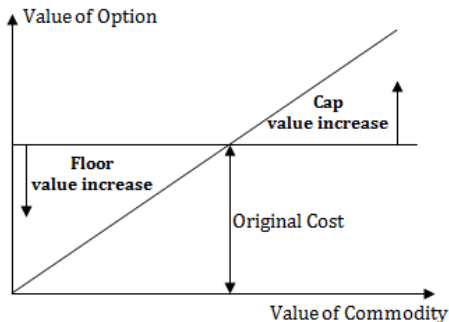 Value of Option
Cap
value increase
Floor
value increase
Original Cost
Value of Commodity